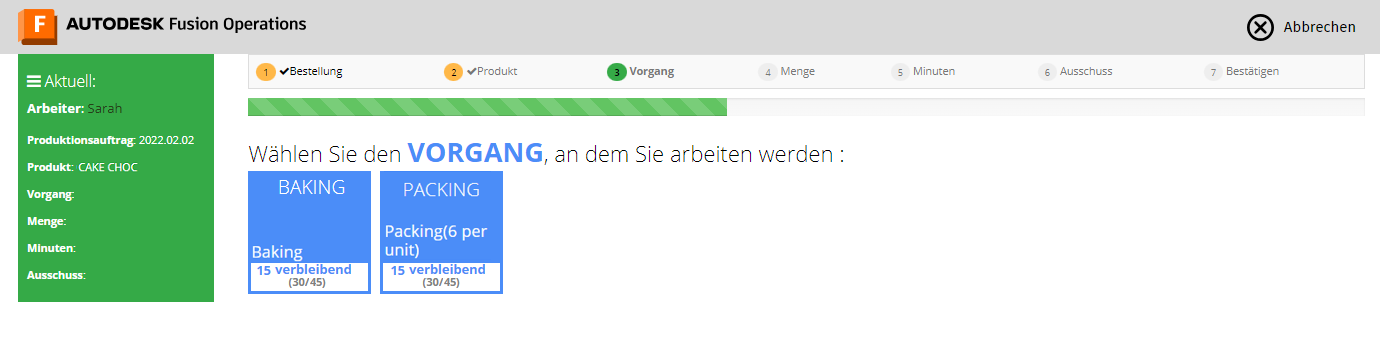 F AUTODESK Fusion Operations
Abbrechen
Aktuell:
Arbeiter: Sarah
Produktionsauftrag: 2022.02.02
Produkt: CAKE CHOC
Vorgang:
Menge:
Minuten:
Ausschuss:
1 Bestellung 2 Produkt 3 Vorgang 4 Menge 5 Minuten 6 Ausschuss 7 Bestätigen
Wählen Sie den VORGANG, an dem Sie arbeiten werden :
BAKING
Baking
15 verbleibend
(30/45)
PACKING
Packing(6 per
unit)
15 verbleibend
(30/45)